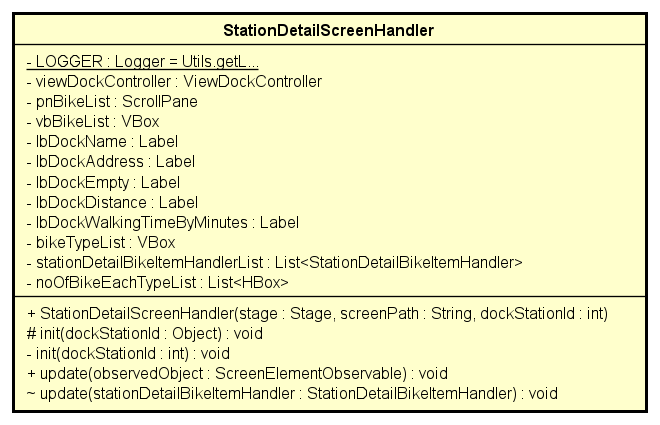 StationDetailScreenHandler
- LOGGER : Logger = Utils.getL...
- viewDockController : ViewDockController
- pnBikeList : ScrollPane
- vbBikeList : VBox
- lbDockName : Label
- lbDockAddress : Label
- lbDockEmpty : Label
- lbDockDistance : Label
- lbDockWalkingTimeByMinutes : Label
- bikeTypeList : VBox
- stationDetailBikeItemHandlerList : List<StationDetailBikeItemHandler>
- noOfBikeEachTypeList : List<HBox>
+ StationDetailScreenHandler(stage : Stage, screenPath : String, dockStationId : int)
# init(dockStationId : Object) : void
- init(dockStationId : int) : void
+ update(observedObject : ScreenElementObservable) : void
~ update(stationDetailBikeItemHandler : StationDetailBikeItemHandler) : void